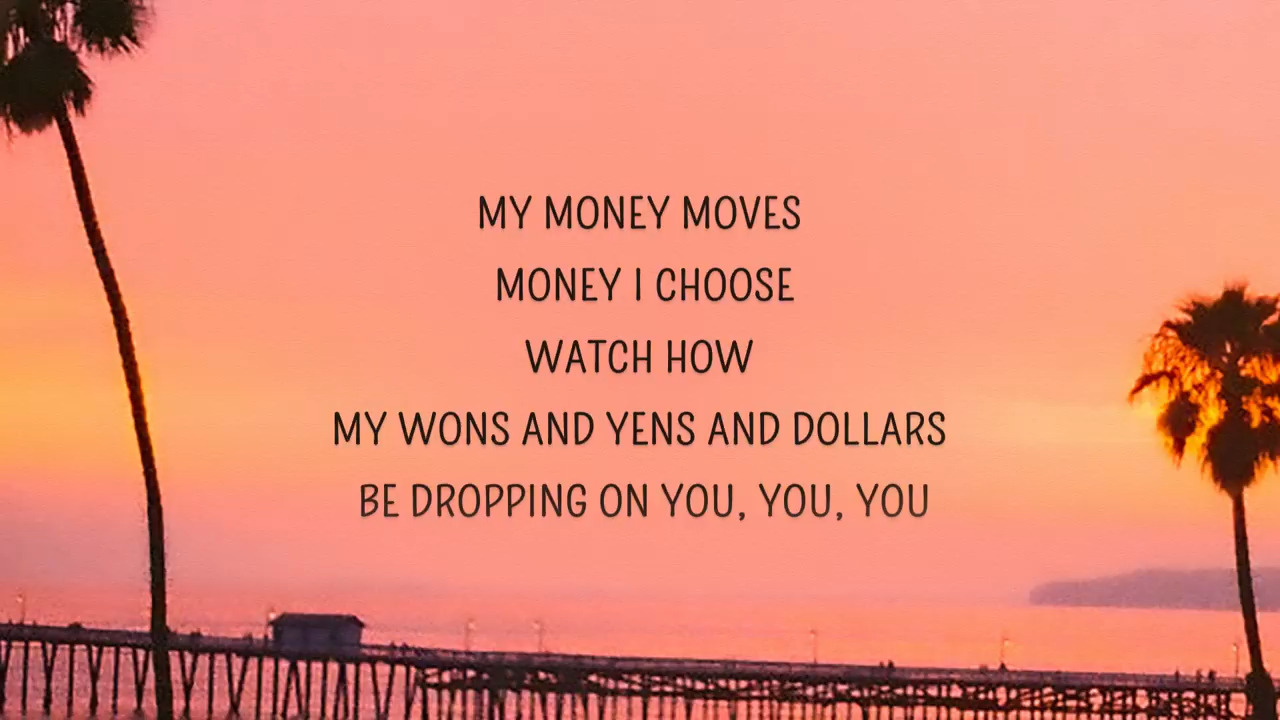 MY MONEY MOVES
MONEY I CHOOSE
WATCH HOW
MY WONS AND YENS AND DOLLARS
BE DROPPING ON YOU, YOU, YOU